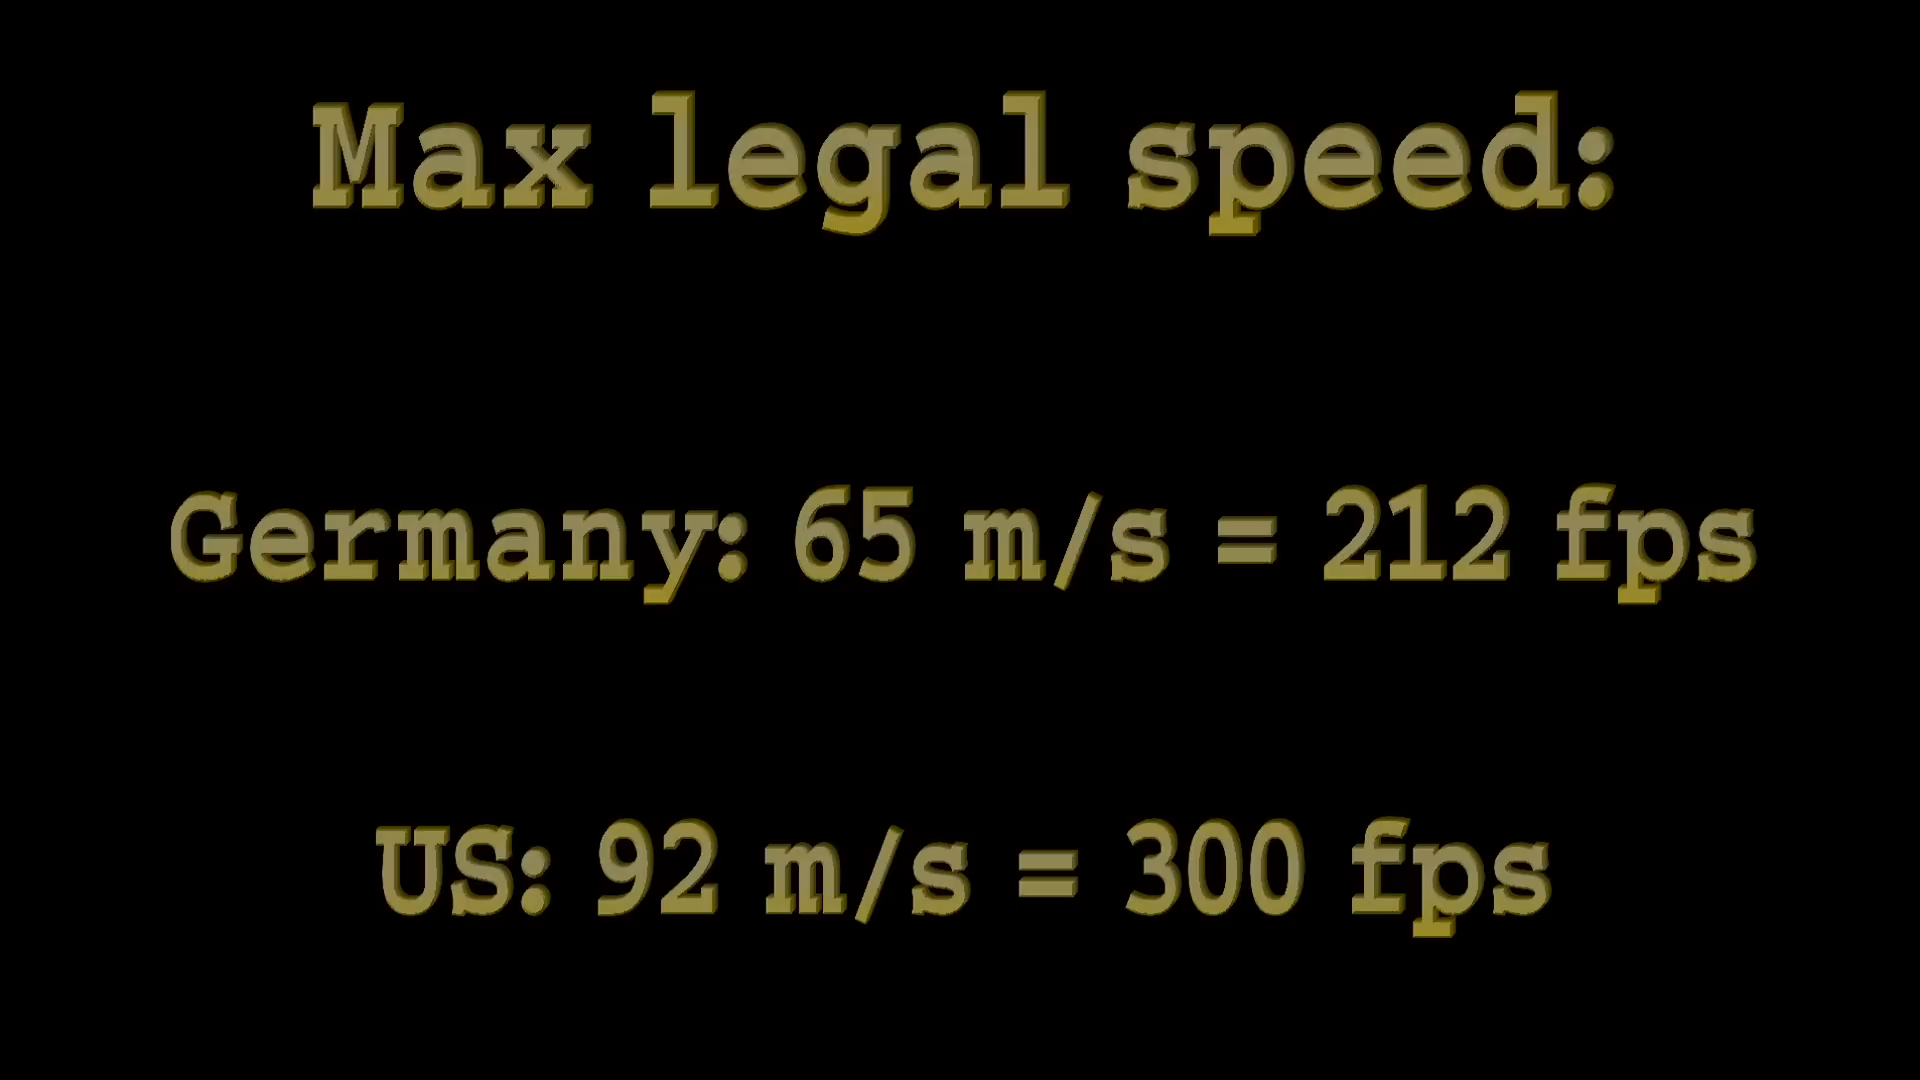 Max legal speed:
Germany: 65 m/s = 212 fps
US: 92 m/s = 300 fps